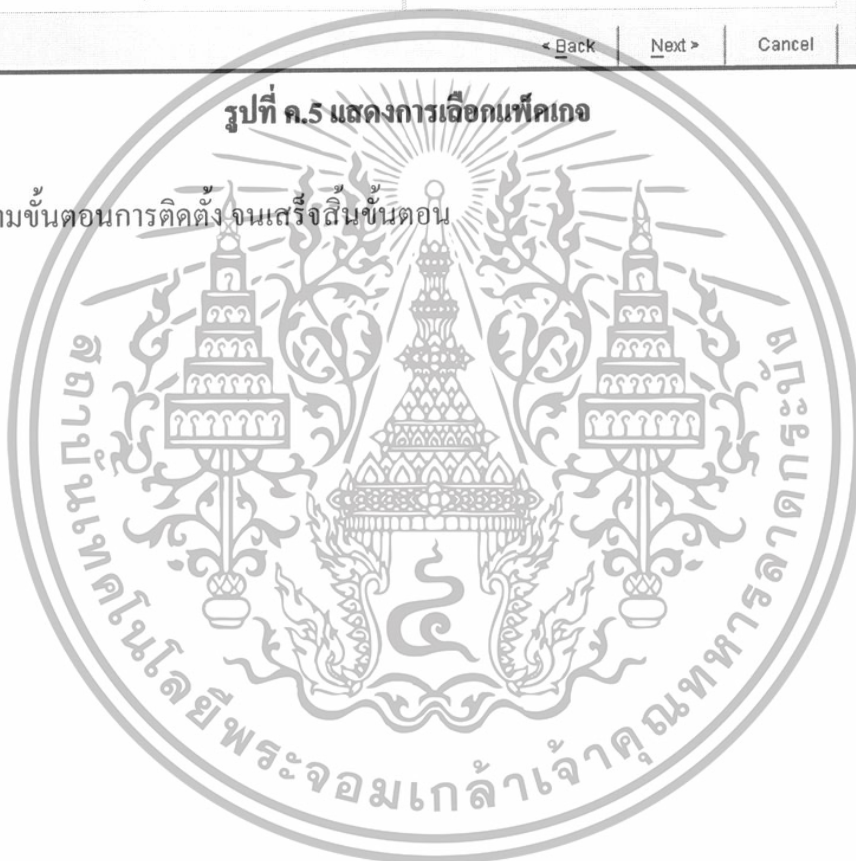 < Back Next > Cancel
รูปที่ ค.5 แสดงการเลือกแพ็คเกจ
ามขั้นตอนการติดตั้ง จนเสร็จสิ้นขั้นตอน
สถาบันเทคโนโลยีพระจอมเกล้าเจ้าคุณทหารลาดกระบัง
๔